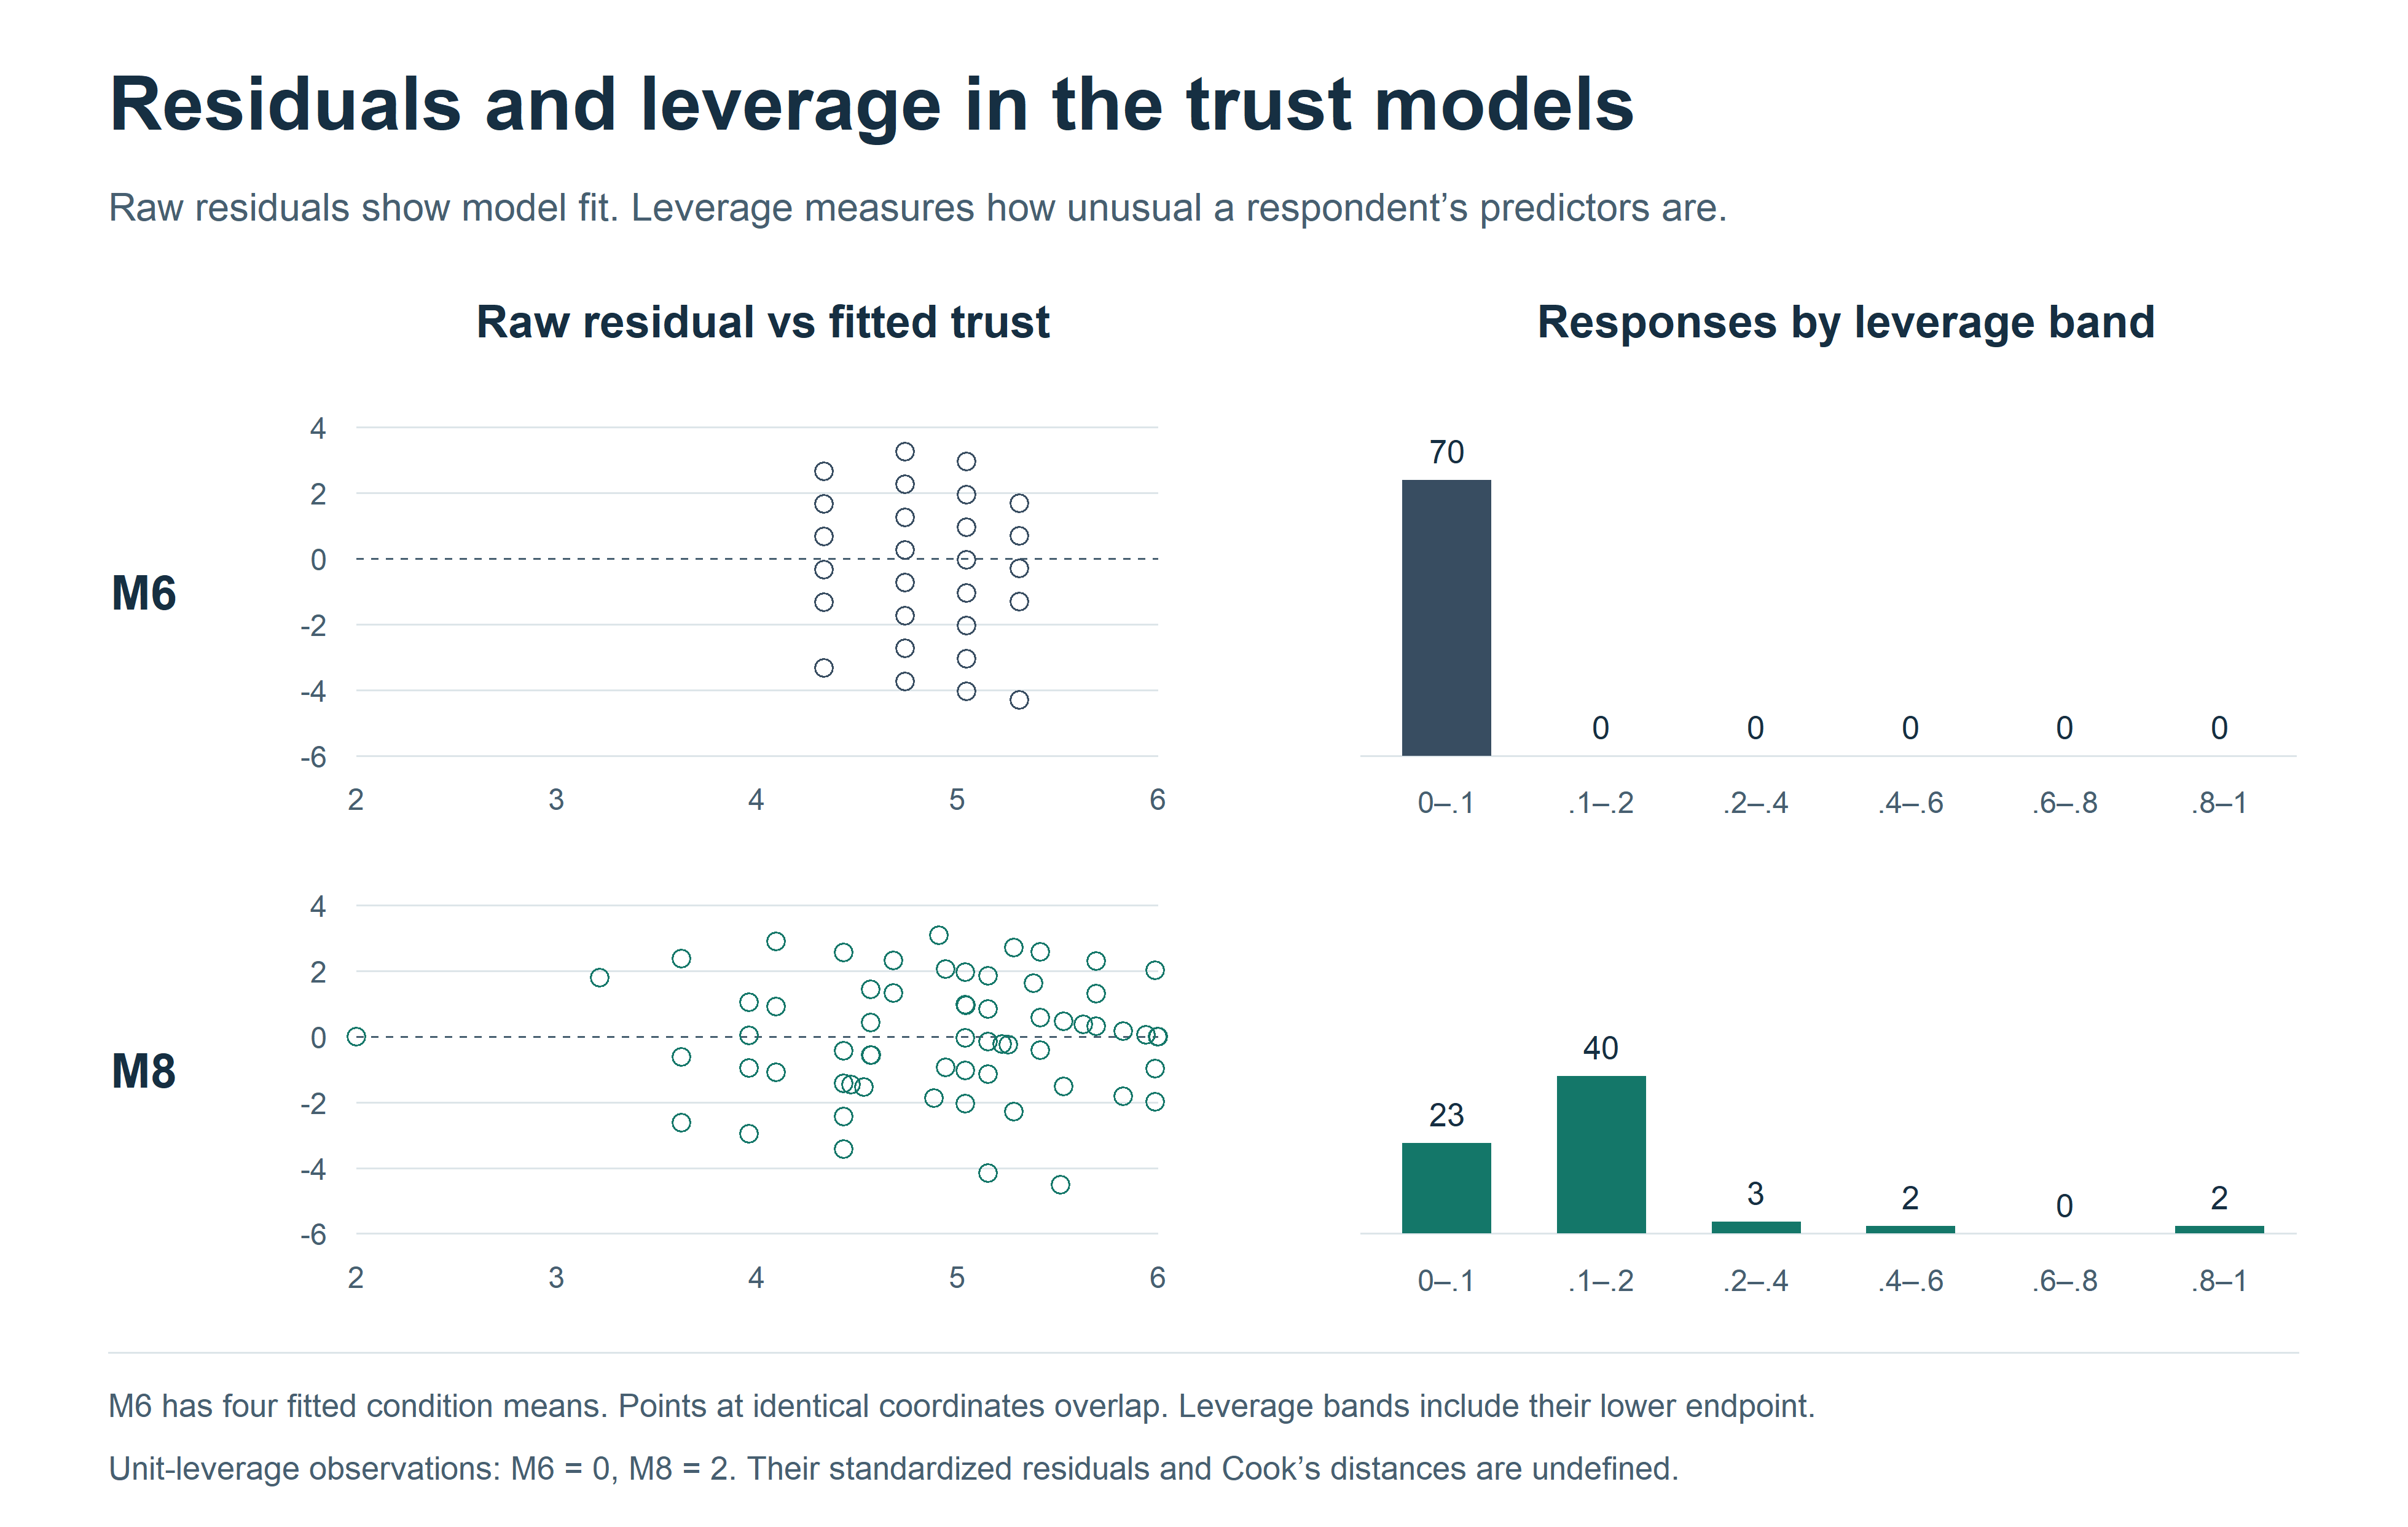 Residuals and leverage in the trust models
Raw residuals show model fit. Leverage measures how unusual a respondent’s predictors are.
Raw residual vs fitted trust
Responses by leverage band
M6
4
2
0
-2
-4
-6
2 3 4 5 6
70 0 0 0 0 0
0–.1 .1–.2 .2–.4 .4–.6 .6–.8 .8–1
M8
4
2
0
-2
-4
-6
2 3 4 5 6
23 40 3 2 0 2
0–.1 .1–.2 .2–.4 .4–.6 .6–.8 .8–1
M6 has four fitted condition means. Points at identical coordinates overlap. Leverage bands include their lower endpoint.
Unit-leverage observations: M6 = 0, M8 = 2. Their standardized residuals and Cook’s distances are undefined.